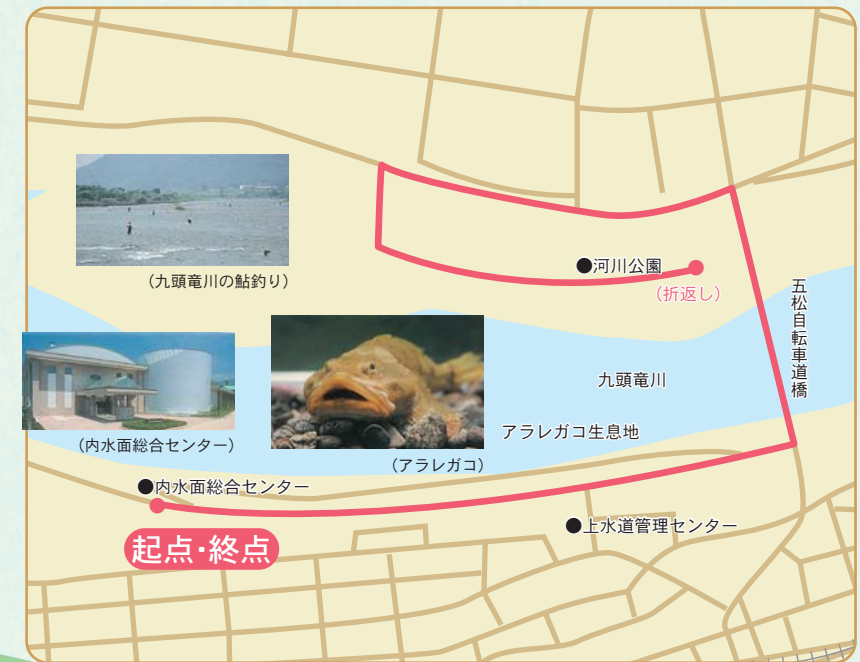 ●河川公園
(折返し)
(九頭竜川の鮎釣り)
五松自転車道橋
九頭竜川
アラレガコ生息地
(内水面総合センター)
(アラレガコ)
●内水面総合センター
起点・終点
●上水道管理センター